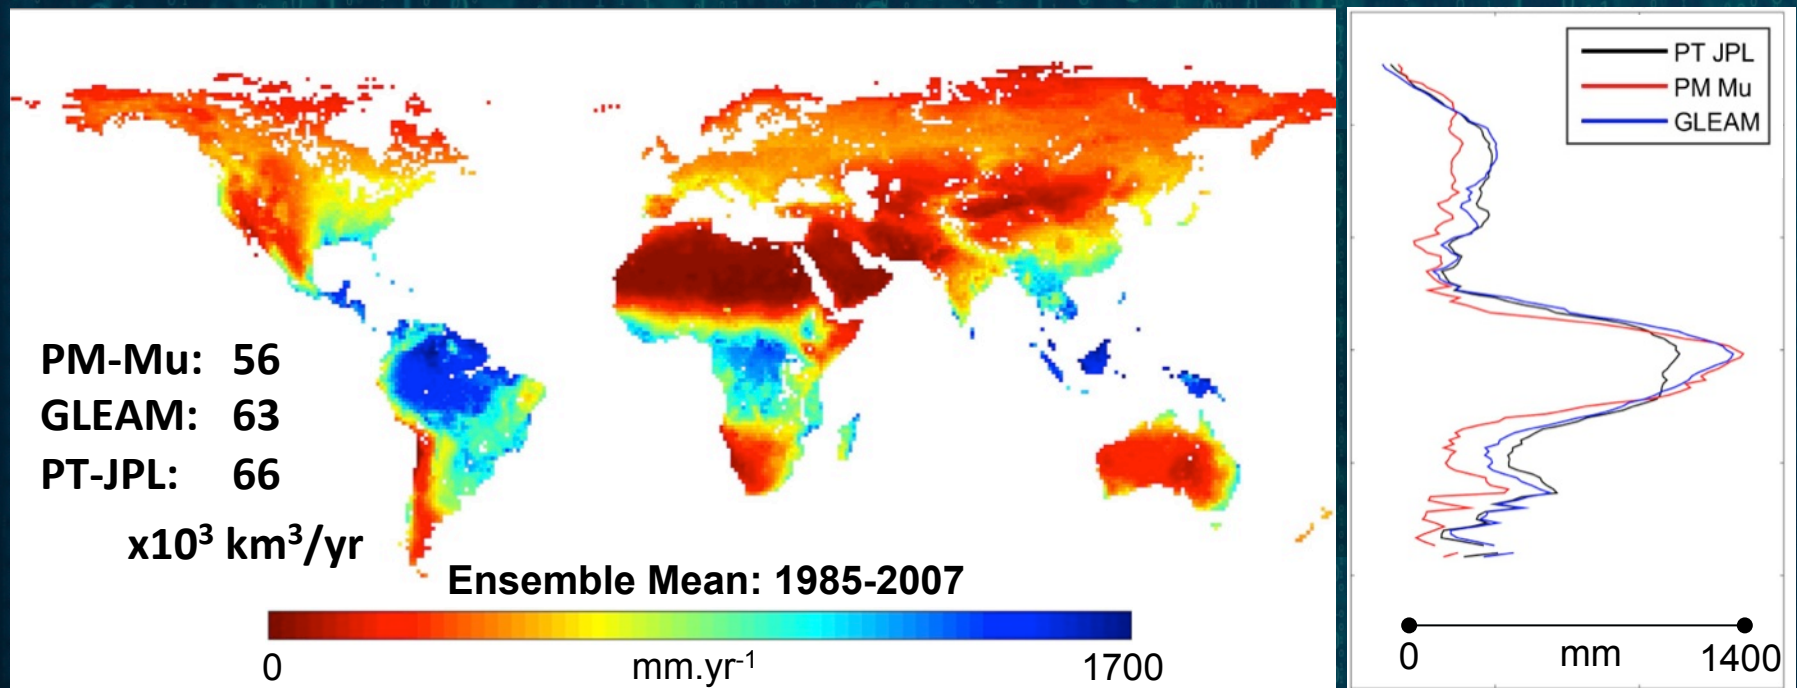 PM-Mu: 56
GLEAM: 63
PT-JPL: 66
x10³ km³/yr
Ensemble Mean: 1985-2007
0 mm.yr⁻¹ 1700
PT JPL
PM Mu
GLEAM
0 mm 1400